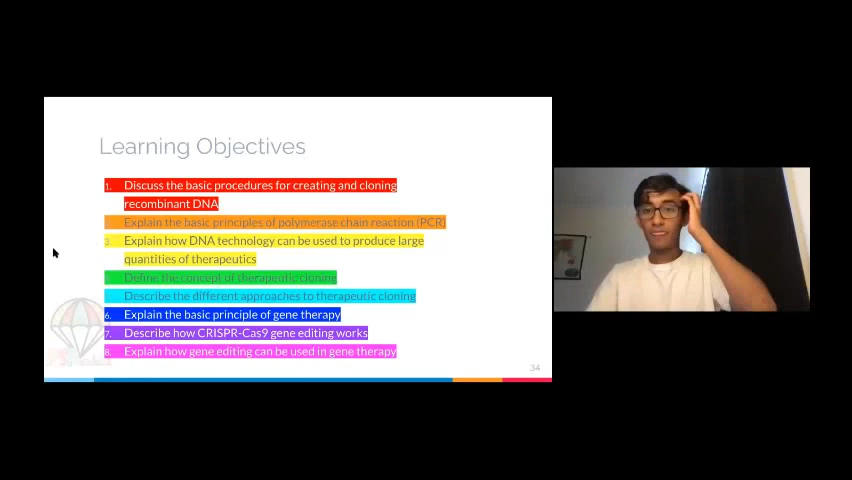 Learning Objectives
1. Discuss the basic procedures for creating and cloning
recombinant DNA
Explain the basic principles of polymerase chain reaction (PCR)
3 Explain how DNA technology can be used to produce large
quantities of therapeutics
Define the concept of therapeutic cloning
Describe the different approaches to therapeutic cloning
6. Explain the basic principle of gene therapy
7. Describe how CRISPR-Cas9 gene editing works
8. Explain how gene editing can be used in gene therapy
34